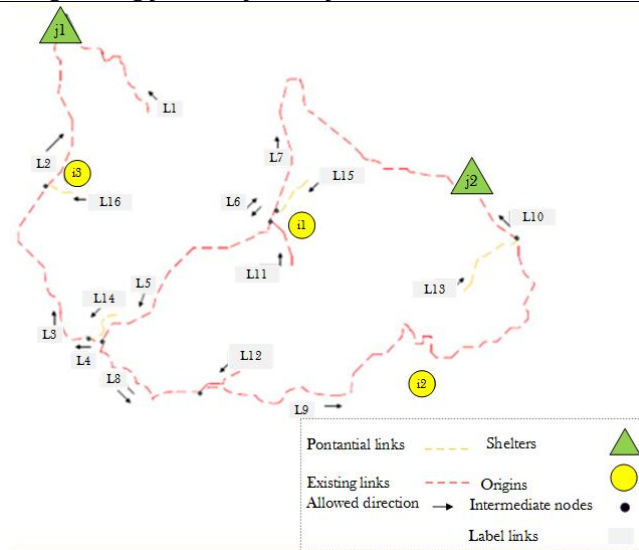 j1
L1
L2
i3
L16
L7
L15
L6
i1
j2
L10
L11
L13
L14
L5
L3
L4
L8
L12
L9
i2
Pontantial links
Shelters
Existing links
Origins
Allowed direction
Intermediate nodes
Label links